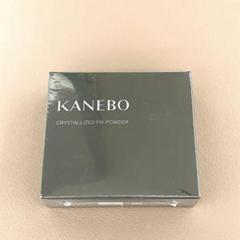 KANEBO
CRYSTALLIZED FIX POWDER